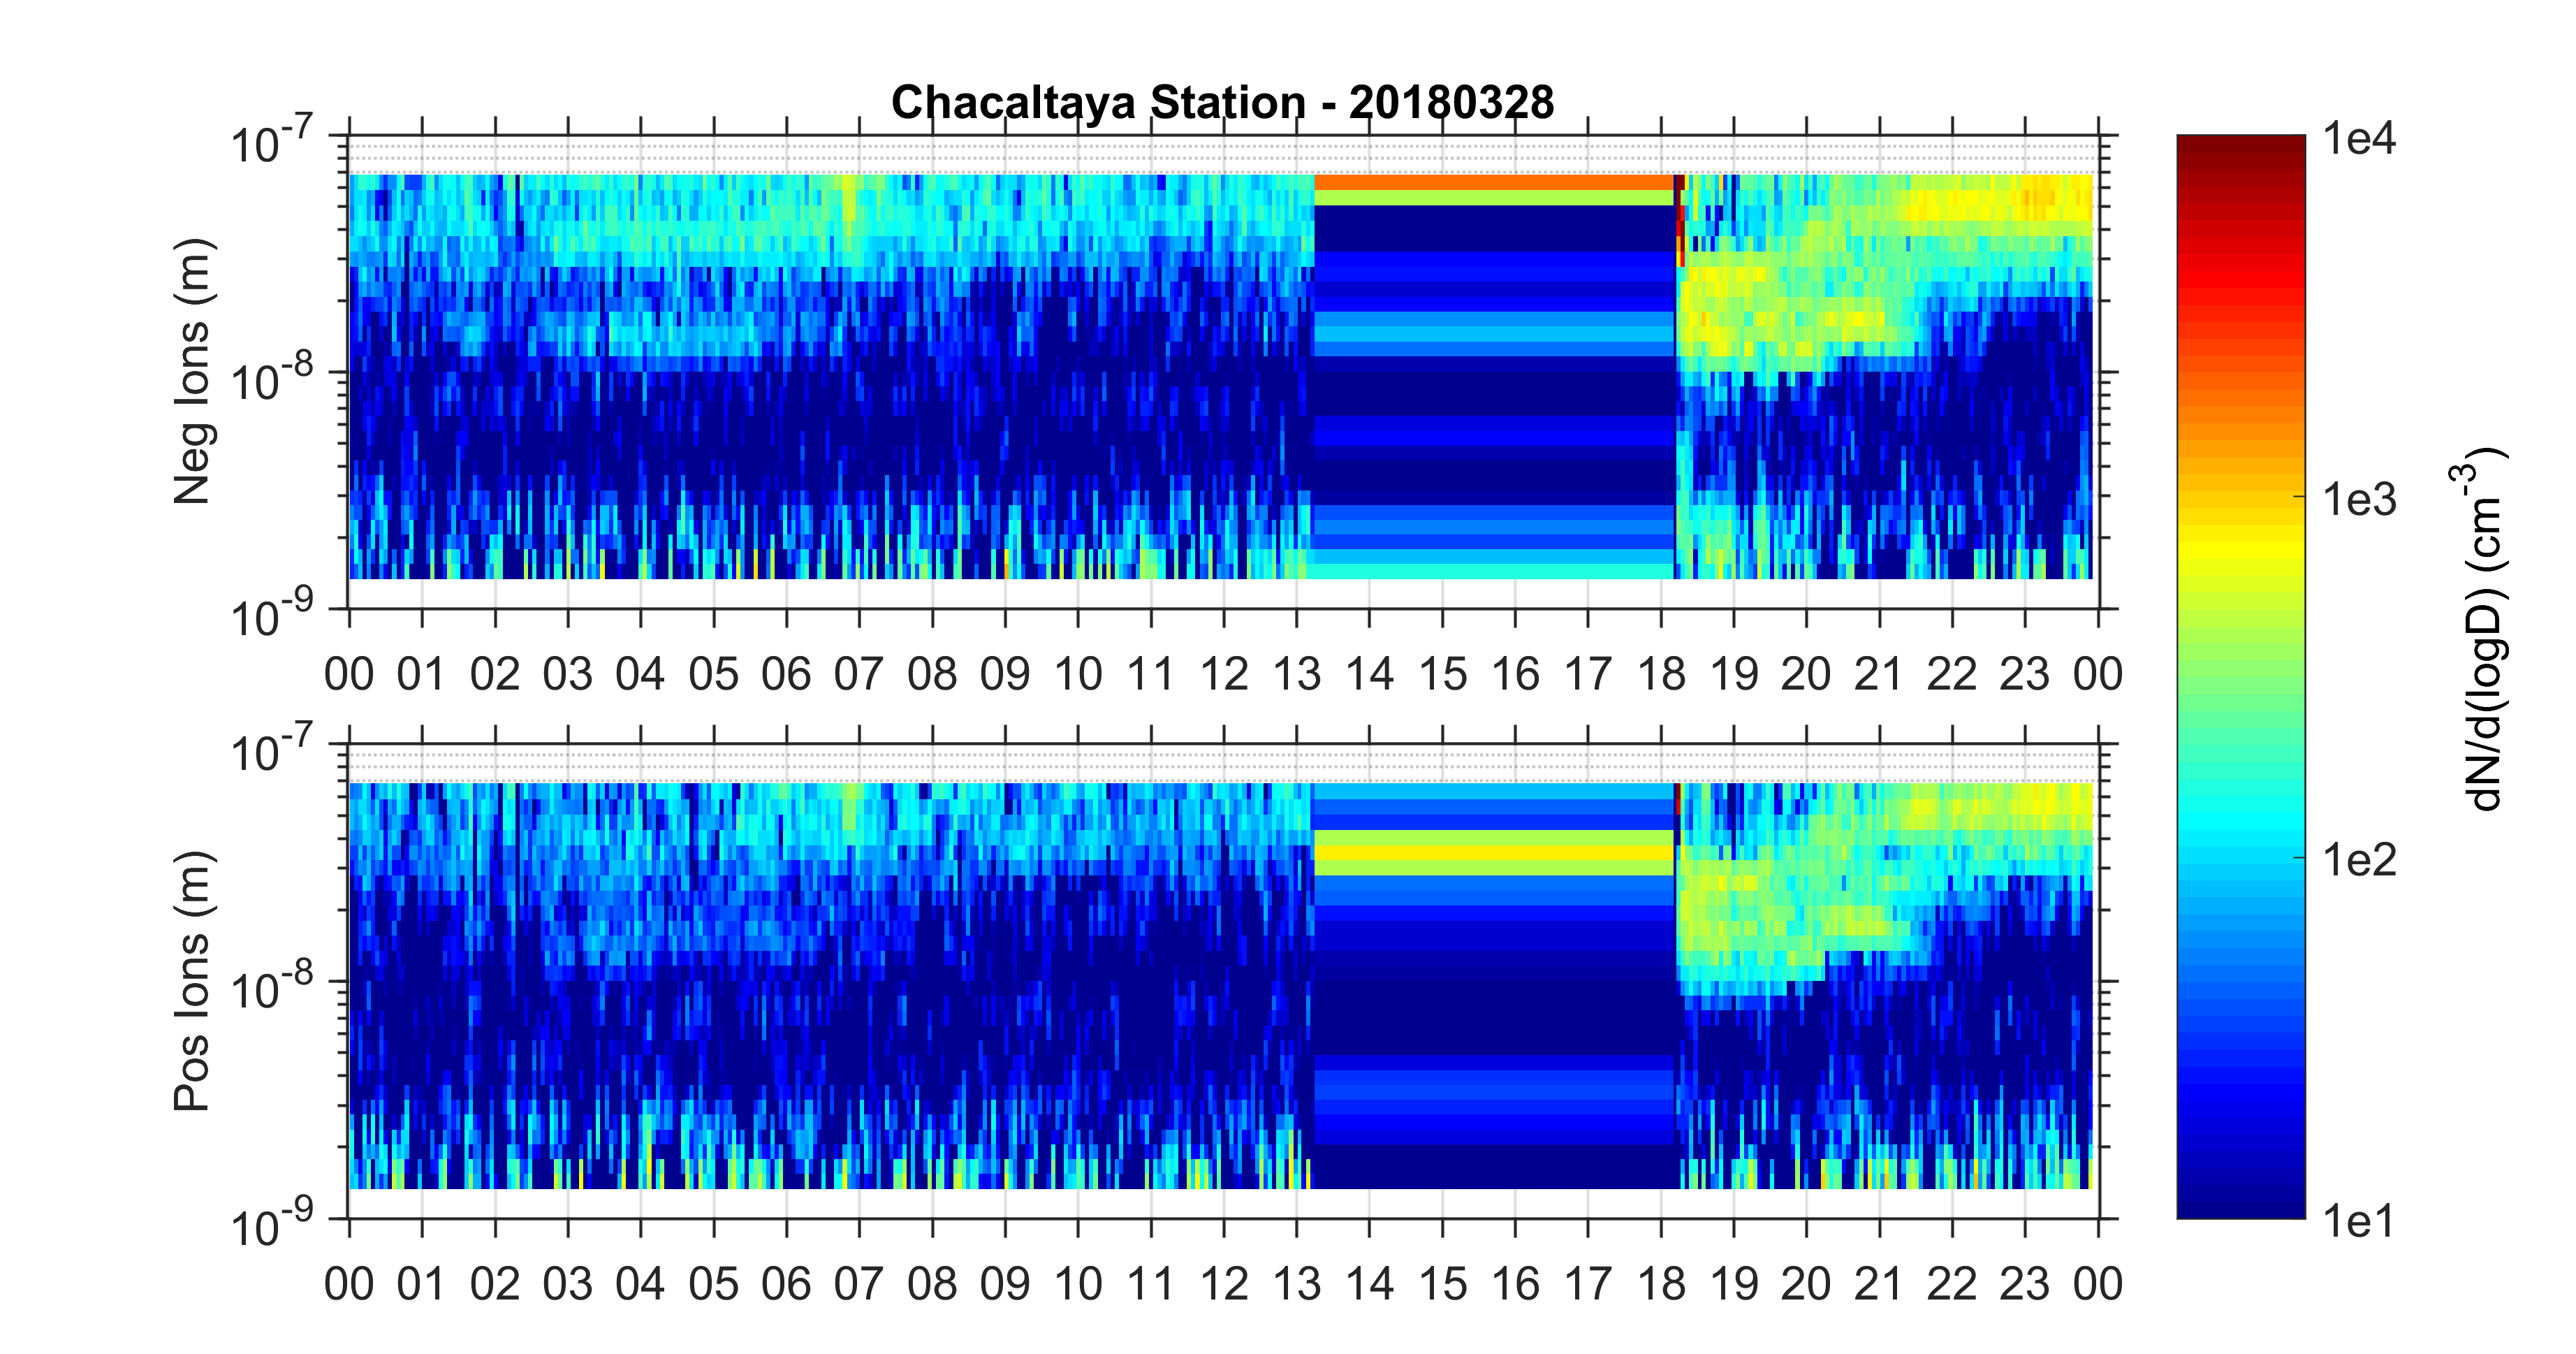 Chacaltaya Station - 20180328
10-7
10-8
10-9
Neg Ions (m)
00 01 02 03 04 05 06 07 08 09 10 11 12 13 14 15 16 17 18 19 20 21 22 23 00
10-7
10-8
10-9
Pos Ions (m)
00 01 02 03 04 05 06 07 08 09 10 11 12 13 14 15 16 17 18 19 20 21 22 23 00
1e4
1e3
1e2
1e1
dN/d(logD) (cm-3)